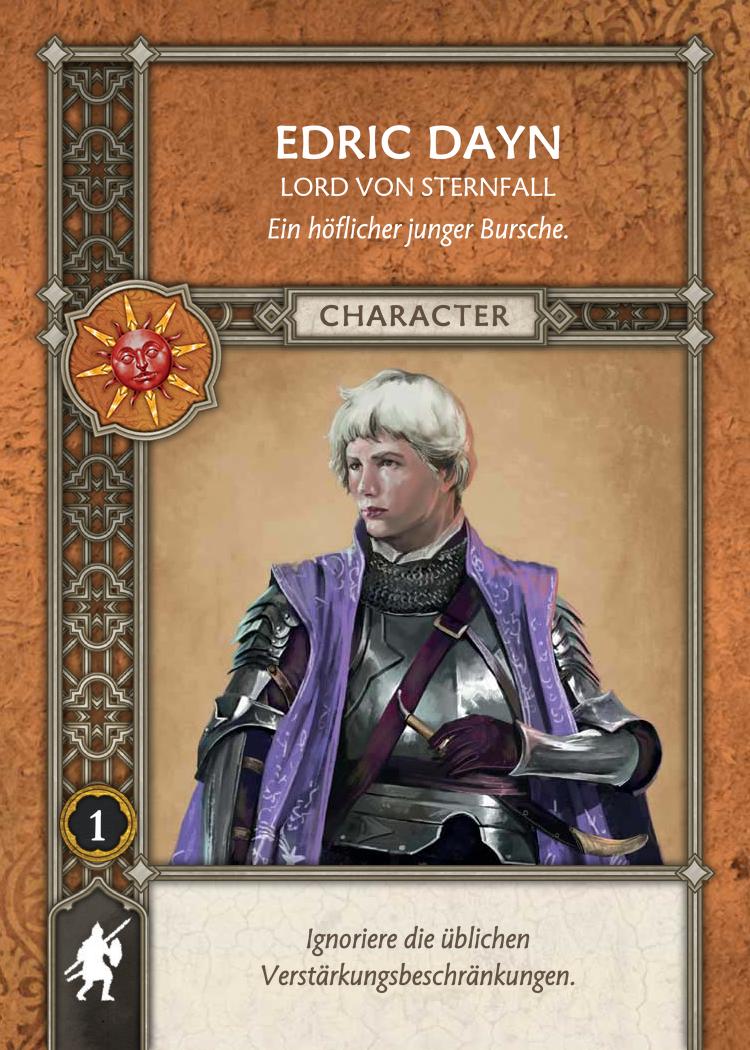 EDRIC DAYN
LORD VON STERNFALL
Ein höflicher junger Bursche.
CHARACTER
1
Ignoriere die üblichen
Verstärkungsbeschränkungen.